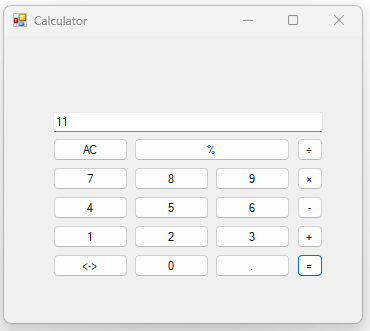 Calculator
11
AC % ÷
7 8 9 ×
4 5 6 -
1 2 3 +
<-> 0 . =